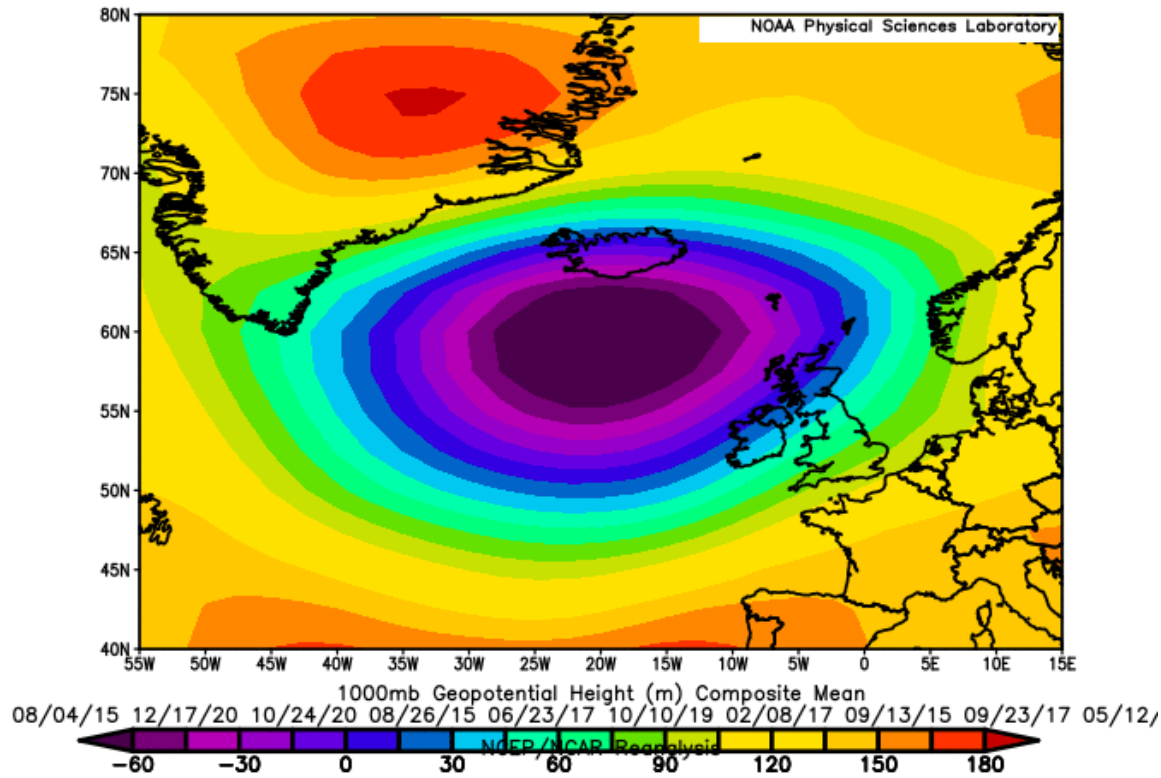 80N
NOAA Physical Sciences Laboratory
75N
70N
65N
60N
55N
50N
45N
40N
55W 50W 45W 40W 35W 30W 25W 20W 15W 10W 5W 0 5E 10E 15E
1000mb Geopotential Height (m) Composite Mean
08/04/15 12/17/20 10/24/20 08/26/15 06/23/17 10/10/19 02/08/17 09/13/15 09/23/17 05/12/
NCEP/NCAR Reanalysis
-60 -30 0 30 60 90 120 150 180